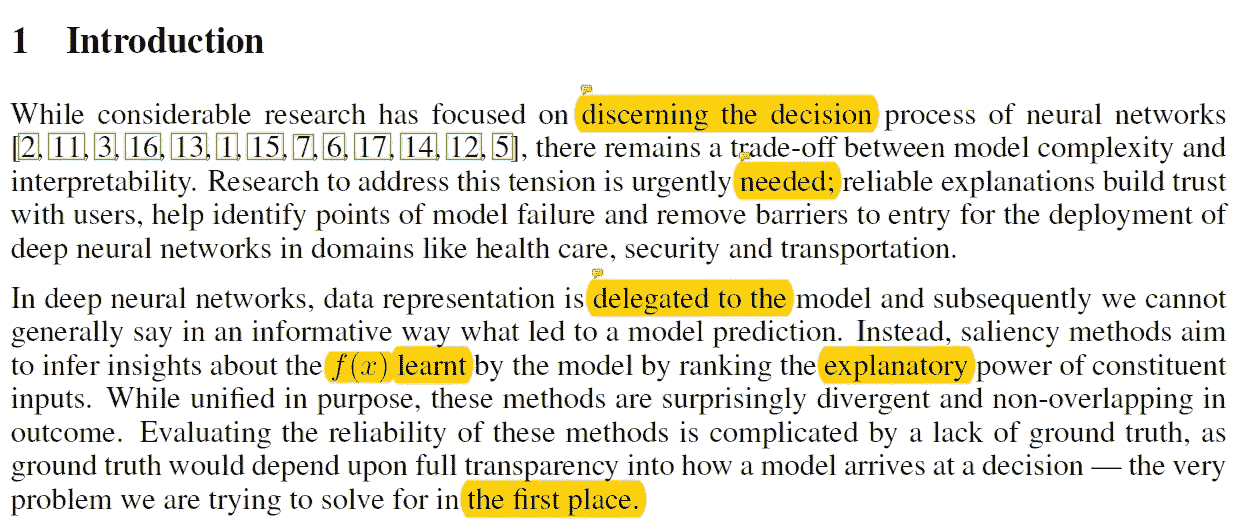 1 Introduction
While considerable research has focused on discerning the decision process of neural networks
[2, 11, 3, 16, 13, 1, 15, 7, 6, 17, 14, 12, 5], there remains a trade-off between model complexity and
interpretability. Research to address this tension is urgently needed; reliable explanations build trust
with users, help identify points of model failure and remove barriers to entry for the deployment of
deep neural networks in domains like health care, security and transportation.
In deep neural networks, data representation is delegated to the model and subsequently we cannot
generally say in an informative way what led to a model prediction. Instead, saliency methods aim
to infer insights about the f(x) learnt by the model by ranking the explanatory power of constituent
inputs. While unified in purpose, these methods are surprisingly divergent and non-overlapping in
outcome. Evaluating the reliability of these methods is complicated by a lack of ground truth, as
ground truth would depend upon full transparency into how a model arrives at a decision — the very
problem we are trying to solve for in the first place.